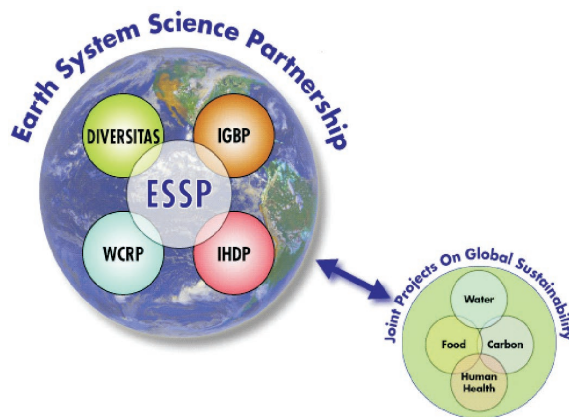 Earth System Science Partnership
DIVERSITAS
IGBP
ESSP
WCRP
IHDP
Joint Projects On Global Sustainability
Water
Food
Carbon
Human
Health